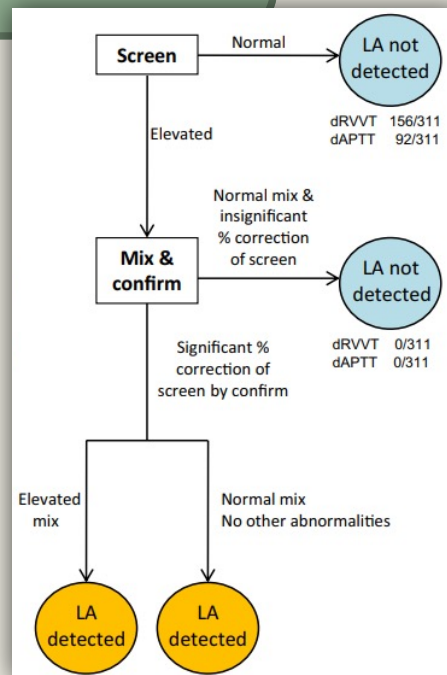 Screen
Normal
LA not
detected
dRVVT 156/311
dAPTT 92/311
Elevated
Normal mix &
insignificant
% correction
of screen
Mix &
confirm
LA not
detected
dRVVT 0/311
dAPTT 0/311
Significant %
correction of
screen by confirm
Elevated
mix
Normal mix
No other abnormalities
LA
detected
LA
detected